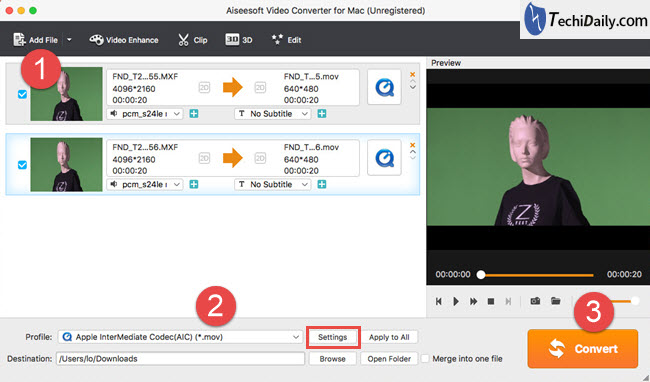 Aiseesoft Video Converter for Mac (Unregistered)
TechiDaily.com
Add File
Video Enhance
Clip
3D 3D
Edit
1
Preview
FND_T2...55.MXF
4096*2160
00:00:20
2D
2D
FND_T...5.mov
640*480
00:00:20
pcm_s24le
T No Subtitle
FND_T2...56.MXF
4096*2160
00:00:20
2D
2D
FND_T...6.mov
640*480
00:00:20
pcm_s24le
T No Subtitle
Z
00:00:00
00:00:20
2
3
Profile:
Apple InterMediate Codec(AIC) (*.mov)
Settings
Apply to All
Convert
Destination:
/Users/lo/Downloads
Browse
Open Folder
Merge into one file